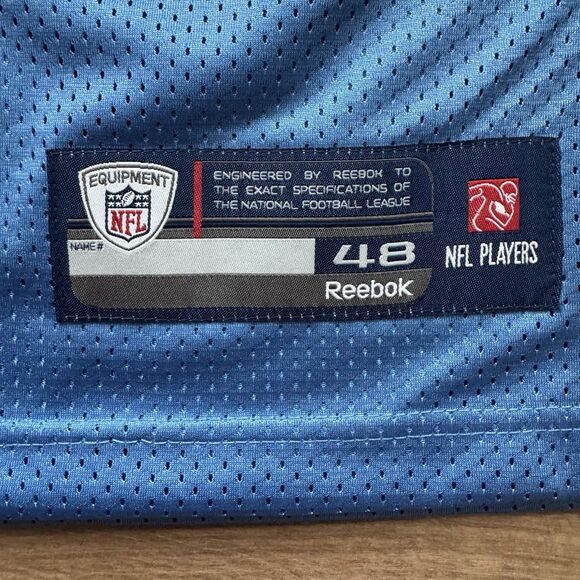 EQUIPMENT
NFL
ENGINEERED BY REEBOK TO
THE EXACT SPECIFICATIONS OF
THE NATIONAL FOOTBALL LEAGUE
NAME#
48
Reebok
NFL PLAYERS